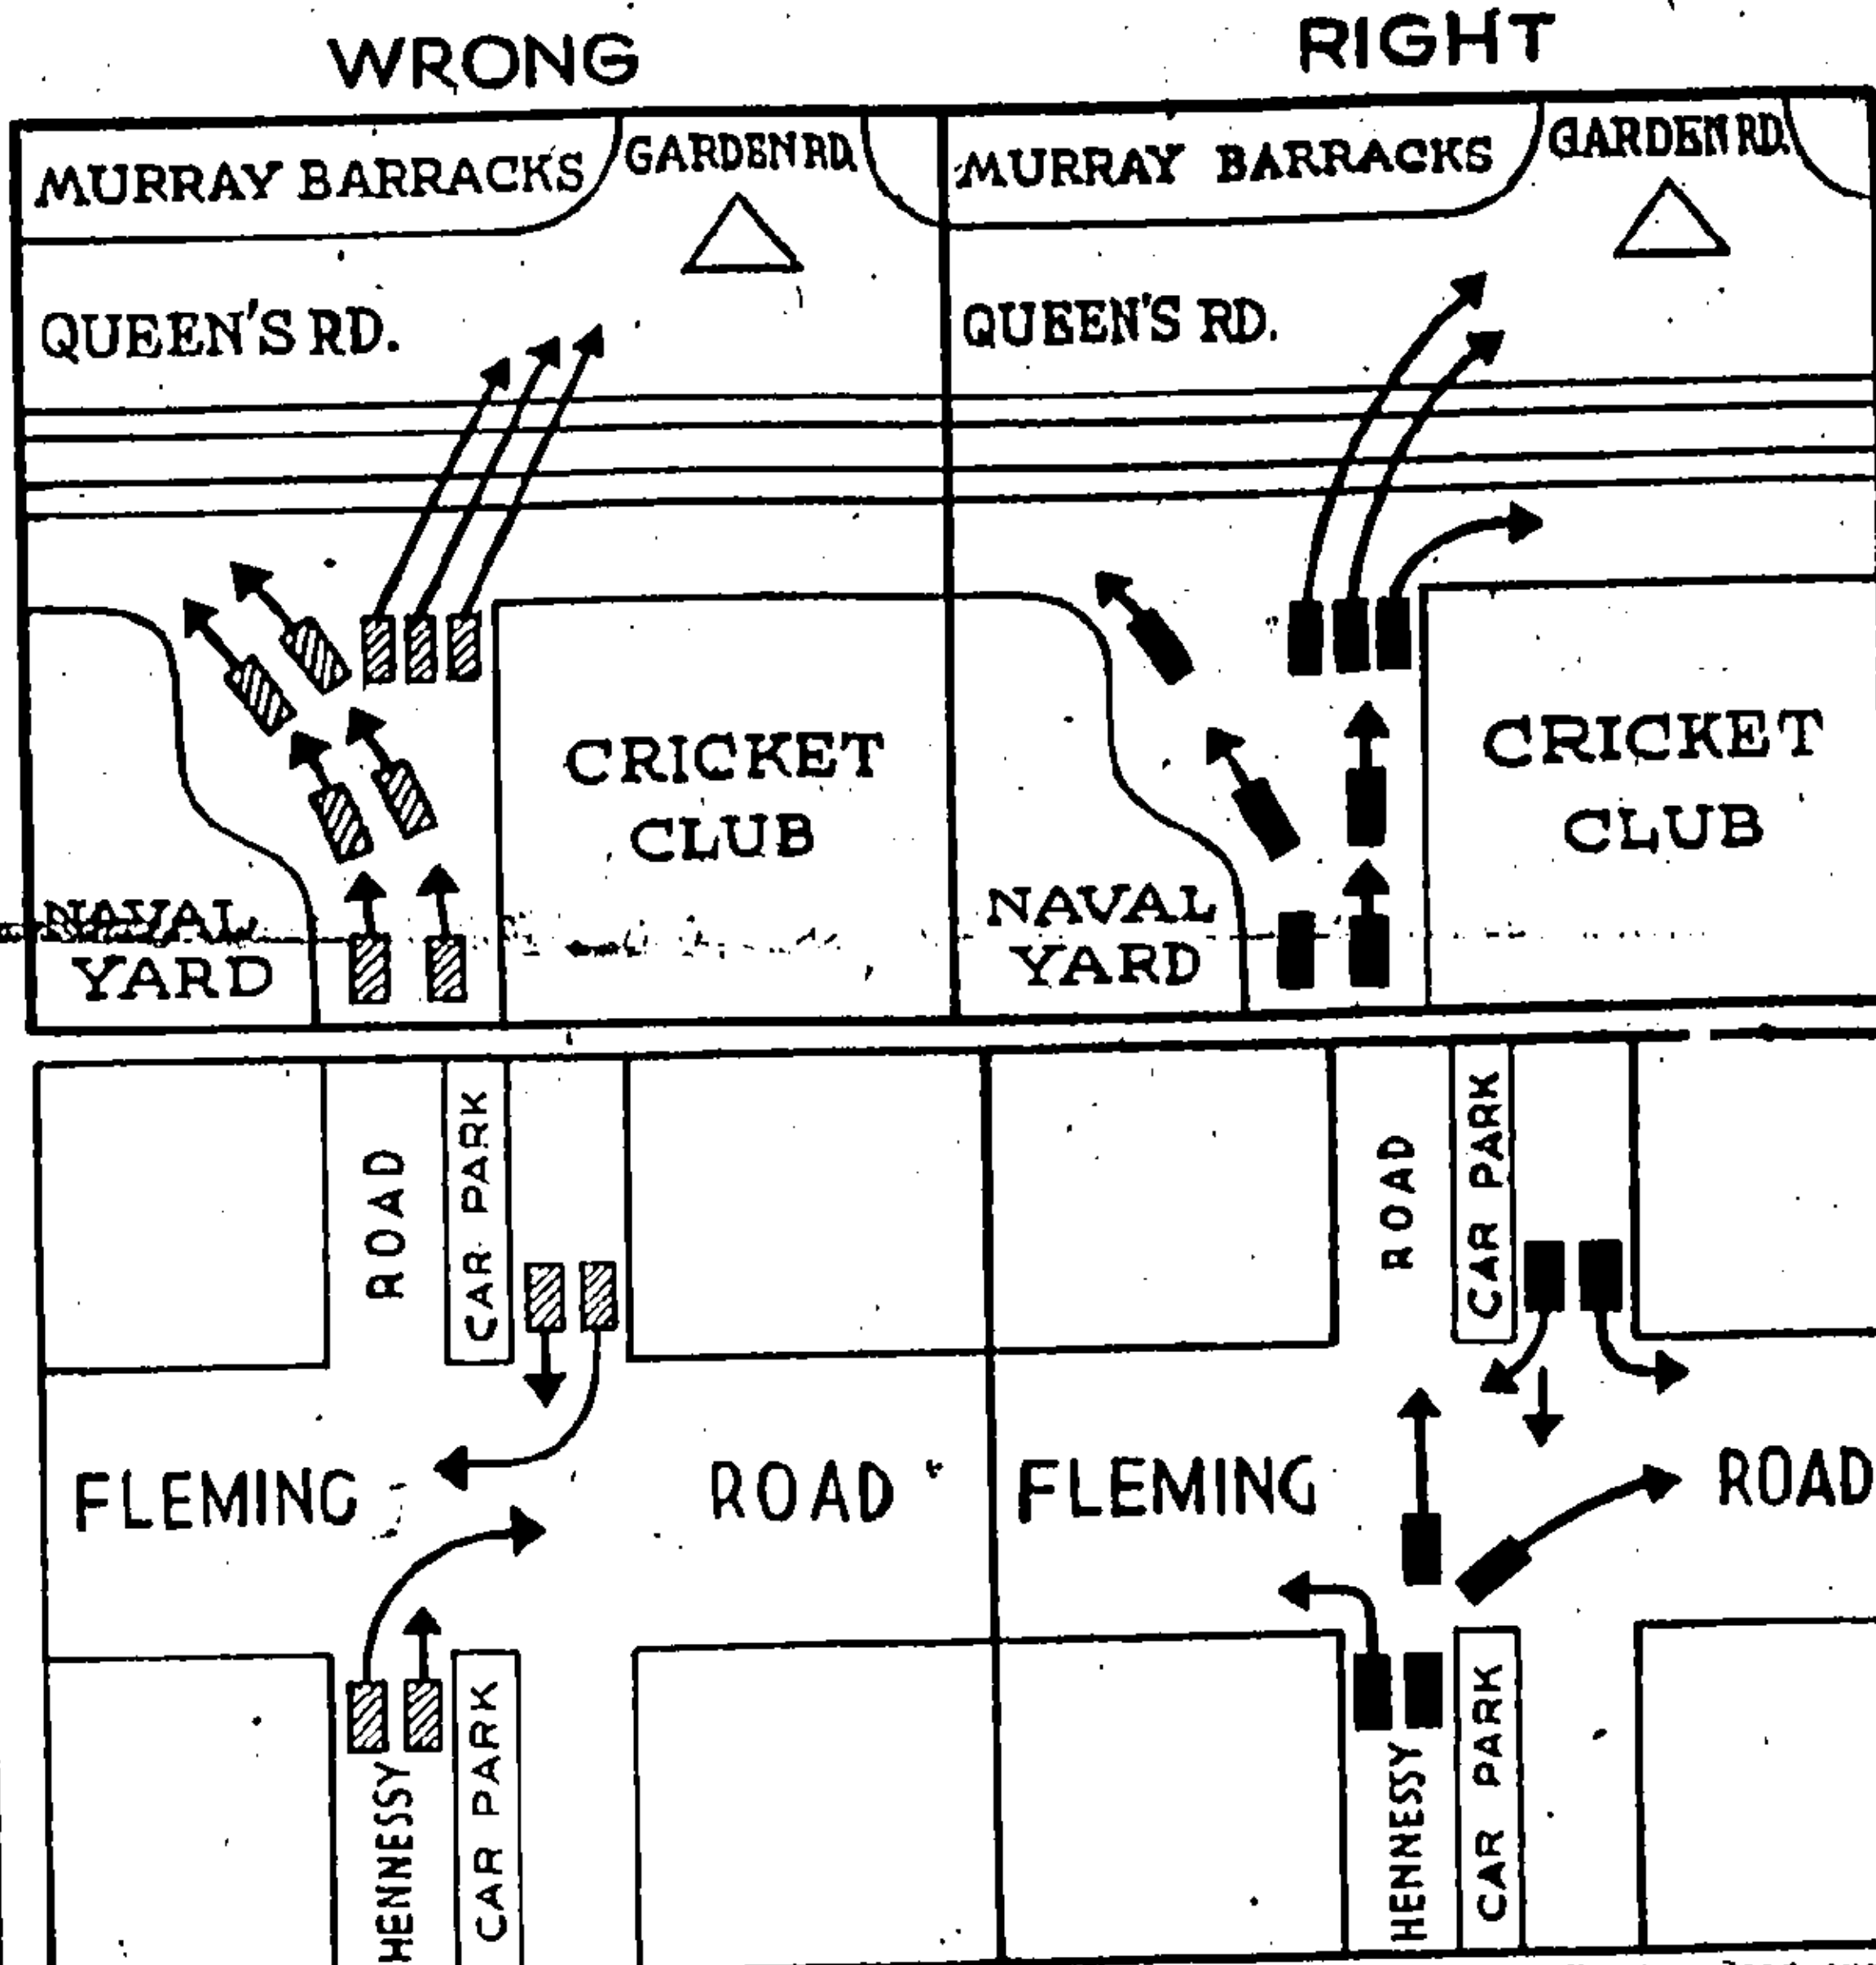 WRONG
RIGHT
MURRAY BARRACKS
GARDEN RD.
QUEEN'S RD.
CRICKET
CLUB
NAVAL
YARD
MURRAY BARRACKS
GARDEN RD.
QUEEN'S RD.
CRICKET
CLUB
NAVAL
YARD
ROAD
CAR PARK
FLEMING ROAD
HENNESSY
CAR PARK
ROAD
CAR PARK
FLEMING ROAD
HENNESSY
CAR PARK